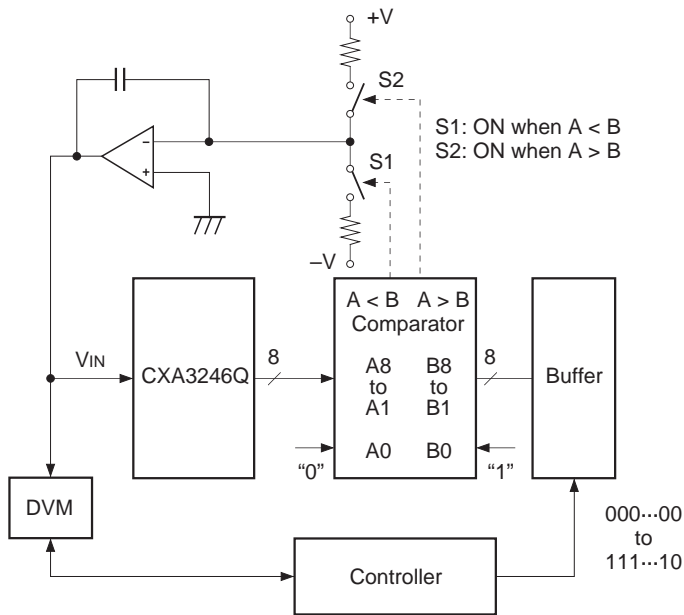 +V
S2
S1: ON when A < B
S2: ON when A > B
S1
−
+
–V
A < B A > B
Comparator
VIN
8
CXA3246Q
A8
to
A1
B8
to
B1
8
Buffer
A0 B0
“0”
“1”
DVM
000···00
to
111···10
Controller